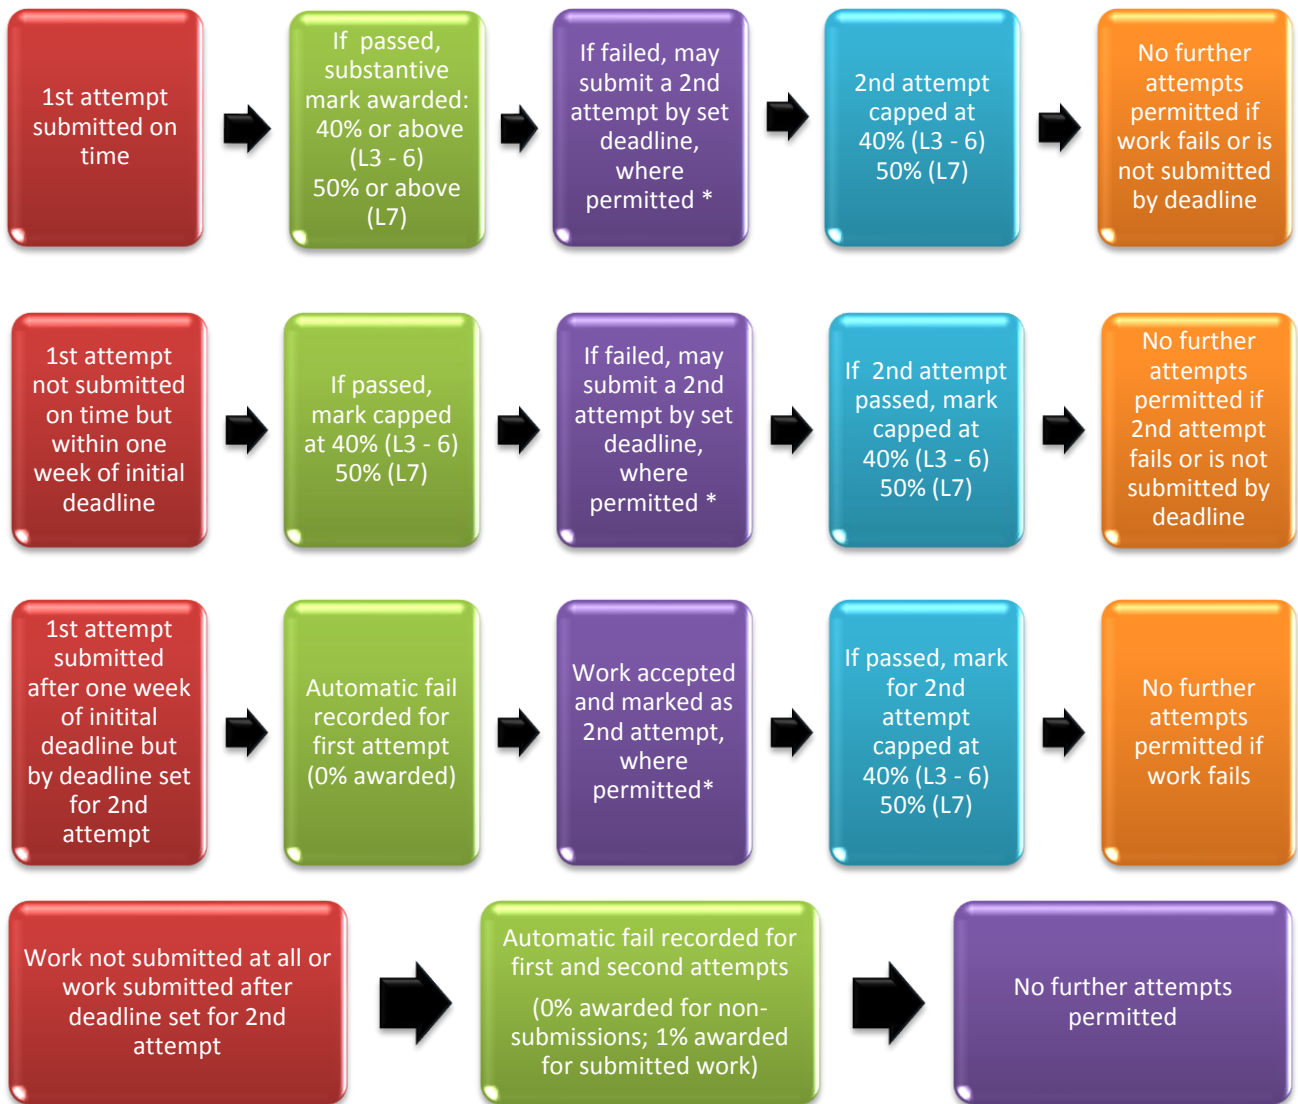 1st attempt
submitted on
time
If  passed,
substantive
mark awarded:
40% or above
(L3 - 6)
50% or above
(L7)
If failed, may
submit a 2nd
attempt by set
deadline,
where
permitted *
2nd attempt
capped at
40% (L3 - 6)
50% (L7)
No further
attempts
permitted if
work fails or is
not submitted
by deadline
1st attempt
not submitted
on time but
within one
week of initial
deadline
If passed,
mark capped
at 40% (L3 - 6)
50% (L7)
If failed, may
submit a 2nd
attempt by set
deadline,
where
permitted *
If  2nd attempt
passed, mark
capped at
40% (L3 - 6)
50% (L7)
No further
attempts
permitted if
2nd attempt
fails or is not
submitted by
deadline
1st attempt
submitted
after one week
of initital
deadline but
by deadline set
for 2nd
attempt
Automatic fail
recorded for
first attempt
(0% awarded)
Work accepted
and marked as
2nd attempt,
where
permitted*
If passed, mark
for 2nd
attempt
capped at
40% (L3 - 6)
50% (L7)
No further
attempts
permitted if
work fails
Work not submitted at all or
work submitted after
deadline set for 2nd
attempt
Automatic fail recorded for
first and second attempts
(0% awarded for non-
submissions; 1% awarded
for submitted work)
No further attempts
permitted